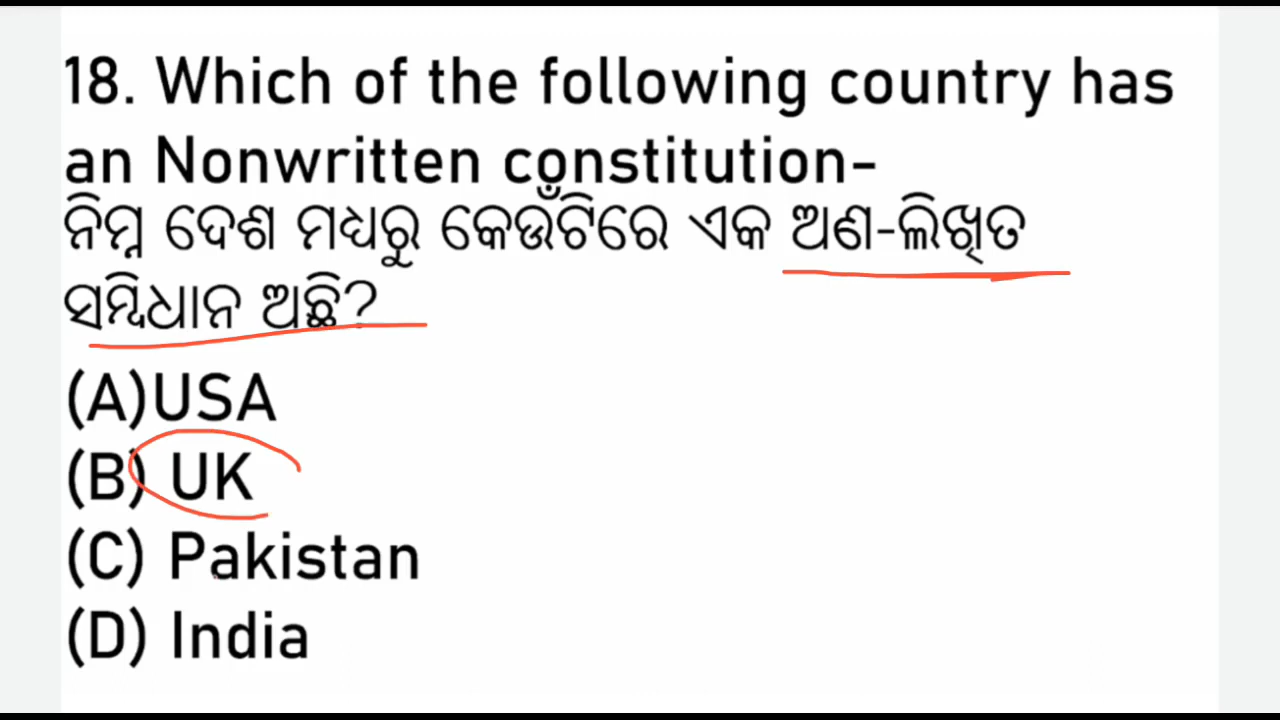 18. Which of the following country has
an Nonwritten constitution-
ନିମ୍ନ ଦେଶ ମଧ୍ୟରୁ କେଉଁଟିରେ ଏକ ଅଣ-ଲିଖିତ
ସମ୍ବିଧାନ ଅଛି?
(A)USA
(B) UK
(C) Pakistan
(D) India